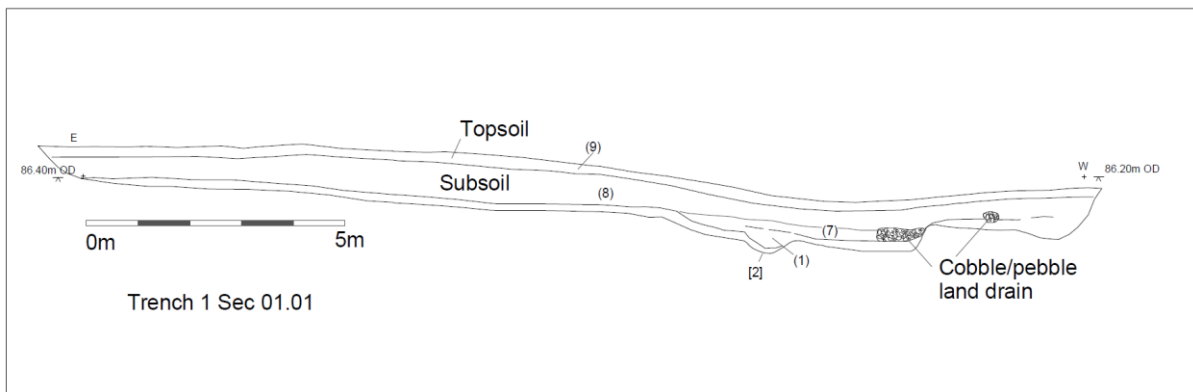 E
Topsoil
(9)
W
86.20m OD
86.40m OD
Subsoil
(8)
(7)
0m
5m
(1)
[2]
Cobble/pebble
land drain
Trench 1 Sec 01.01